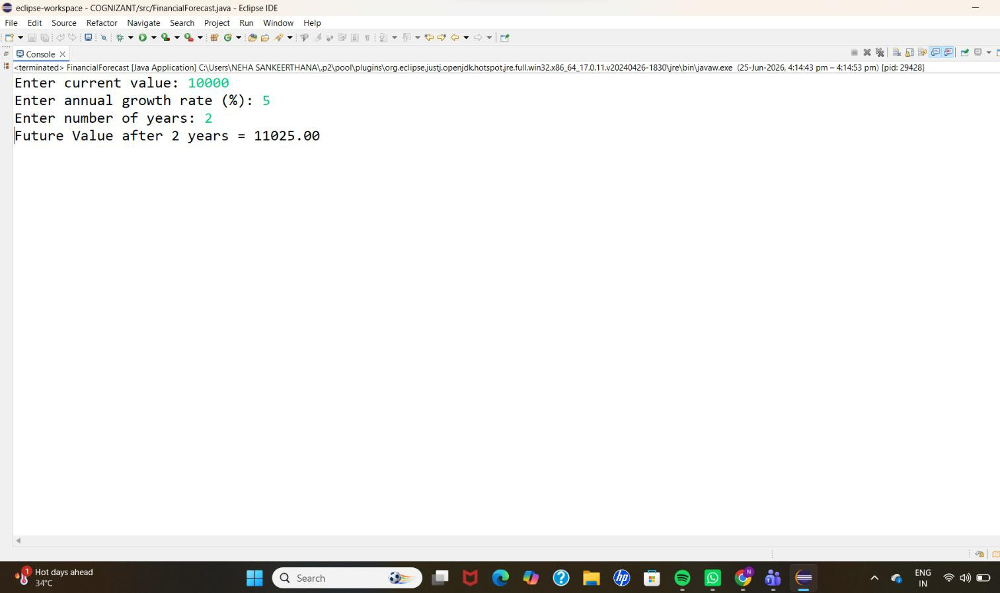 eclipse-workspace - COGNIZANT/src/FinancialForecast.java - Eclipse IDE
File Edit Source Refactor Navigate Search Project Run Window Help
Console
<terminated> FinancialForecast [Java Application] C:\Users\NEHA SANKEERTHANA\.p2\pool\plugins\org.eclipse.justj.openjdk.hotspot.jre.full.win32.x86_64_17.0.11.v20240426-1830\jre\bin\javaw.exe (25-Jun-2026, 4:14:43 pm – 4:14:53 pm) [pid: 29428]
Enter current value: 10000
Enter annual growth rate (%): 5
Enter number of years: 2
Future Value after 2 years = 11025.00
1
Hot days ahead
34°C
Search
hp
N
T
ENG
IN